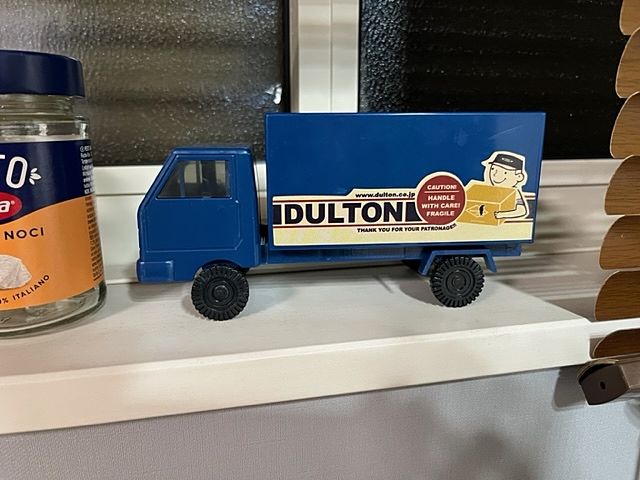 TO
a®
NOCI
% ITALIANO
www.dulton.co.jp
DULTON
THANK YOU FOR YOUR PATRONAGE
CAUTION!
HANDLE
WITH CARE!
FRAGILE